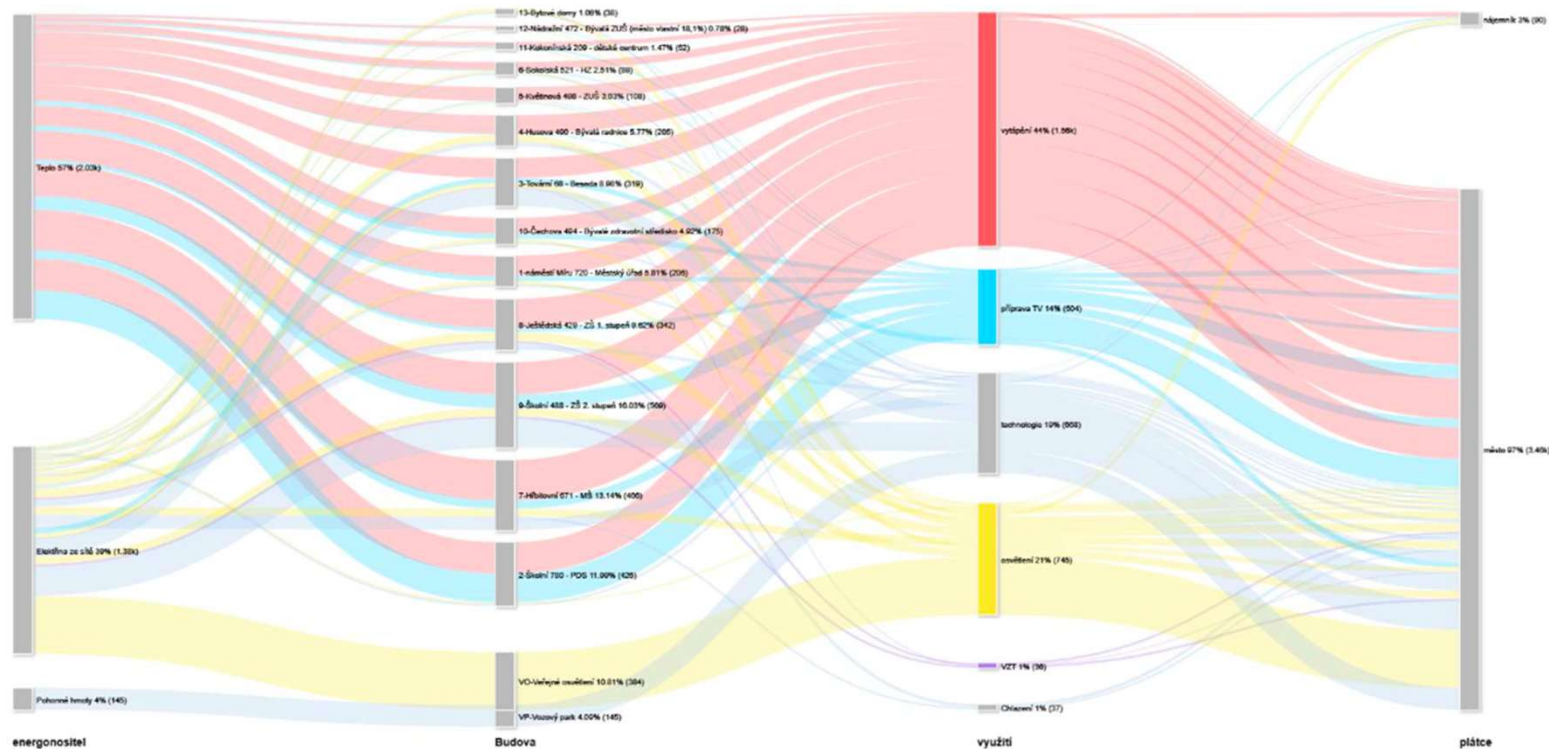 Teplo 57% (2.03k)
Elektřina ze sítě 39% (1.38k)
Pohonné hmoty 4% (145)
energonositel
13-Bytové domy 1.06% (38)
12-Nádražní 472 - Bývalá ZUŠ (město vlastní 18,1%) 0.78% (28)
11-Kokonínská 209 - dětské centrum 1.47% (52)
6-Sokolská 521 - HZ 2.51% (89)
5-Květinová 498 - ZUŠ 3.03% (108)
4-Husova 490 - Bývalá radnice 5.77% (205)
3-Tovární 68 - Beseda 8.98% (319)
10-Čechova 494 - Bývalé zdravotní středisko 4.92% (175)
1-náměstí Míru 720 - Městský úřad 5.81% (206)
8-Ještědská 429 - ZŠ 1. stupeň 9.62% (342)
9-Školní 488 - ZŠ 2. stupeň 16.03% (569)
7-Hřbitovní 671 - MŠ 13.14% (466)
2-Školní 780 - PDS 11.99% (426)
VO-Veřejné osvětlení 10.81% (384)
VP-Vozový park 4.09% (145)
Budova
vytápění 44% (1.56k)
příprava TV 14% (504)
technologie 19% (668)
osvětlení 21% (745)
VZT 1% (36)
Chlazení 1% (37)
využití
nájemník 3% (90)
město 97% (3.46k)
plátce